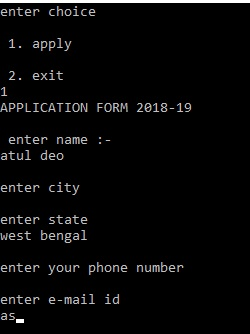 enter choice
1. apply
2. exit
1
APPLICATION FORM 2018-19
enter name :-
atul deo
enter city
enter state
west bengal
enter your phone number
enter e-mail id
as